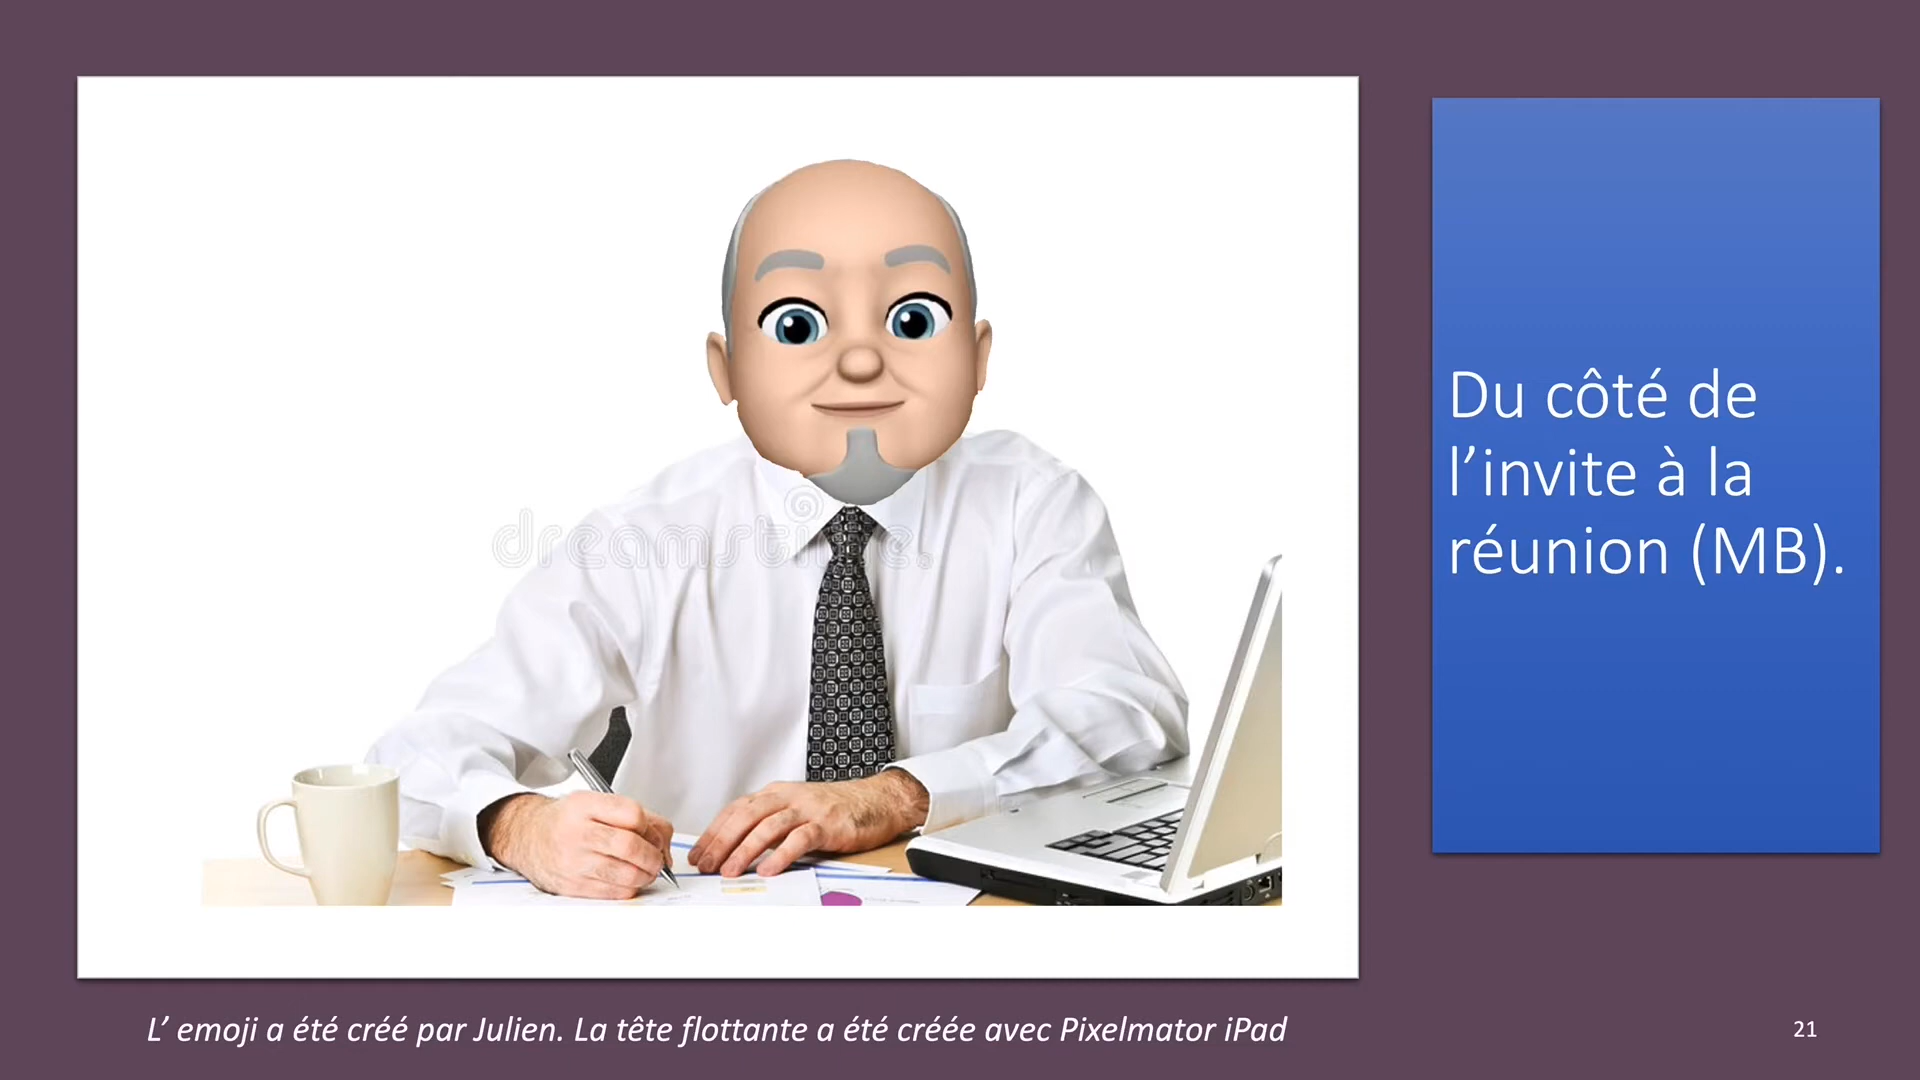 Du côté de
l’invite à la
réunion (MB).
dreamstime.
L’ emoji a été créé par Julien. La tête flottante a été créée avec Pixelmator iPad
21